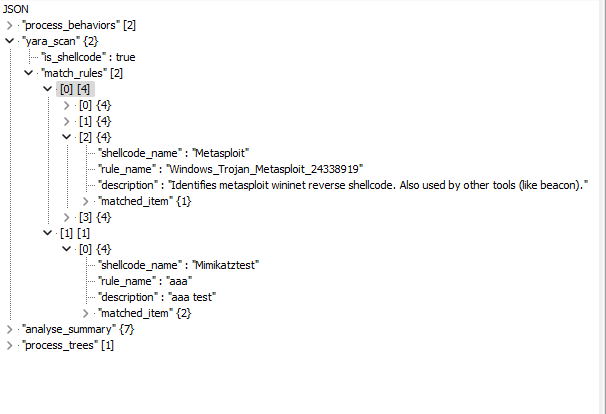 JSON
"process_behaviors" [2]
"yara_scan" {2}
"is_shellcode" : true
"match_rules" [2]
[0] [4]
[0] {4}
[1] {4}
[2] {4}
"shellcode_name" : "Metasploit"
"rule_name" : "Windows_Trojan_Metasploit_24338919"
"description" : "Identifies metasploit wininet reverse shellcode. Also used by other tools (like beacon)."
"matched_item" {1}
[3] {4}
[1] [1]
[0] {4}
"shellcode_name" : "Mimikatztest"
"rule_name" : "aaa"
"description" : "aaa test"
"matched_item" {2}
"analyse_summary" {7}
"process_trees" [1]